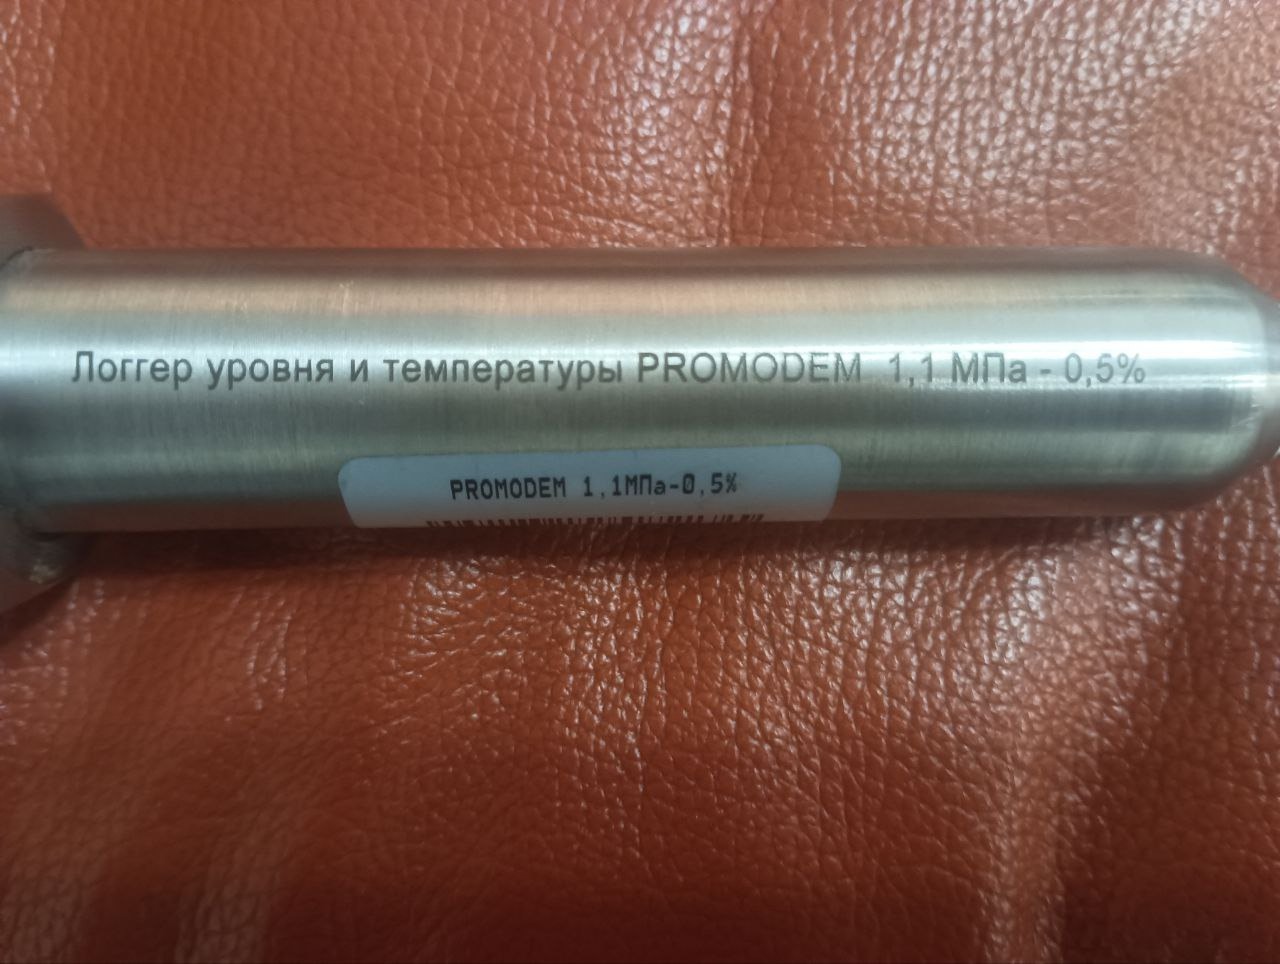 Логгер уровня и температуры PROMODEM 1,1 МПа - 0,5%
PROMODEM 1,1МПа-0,5%